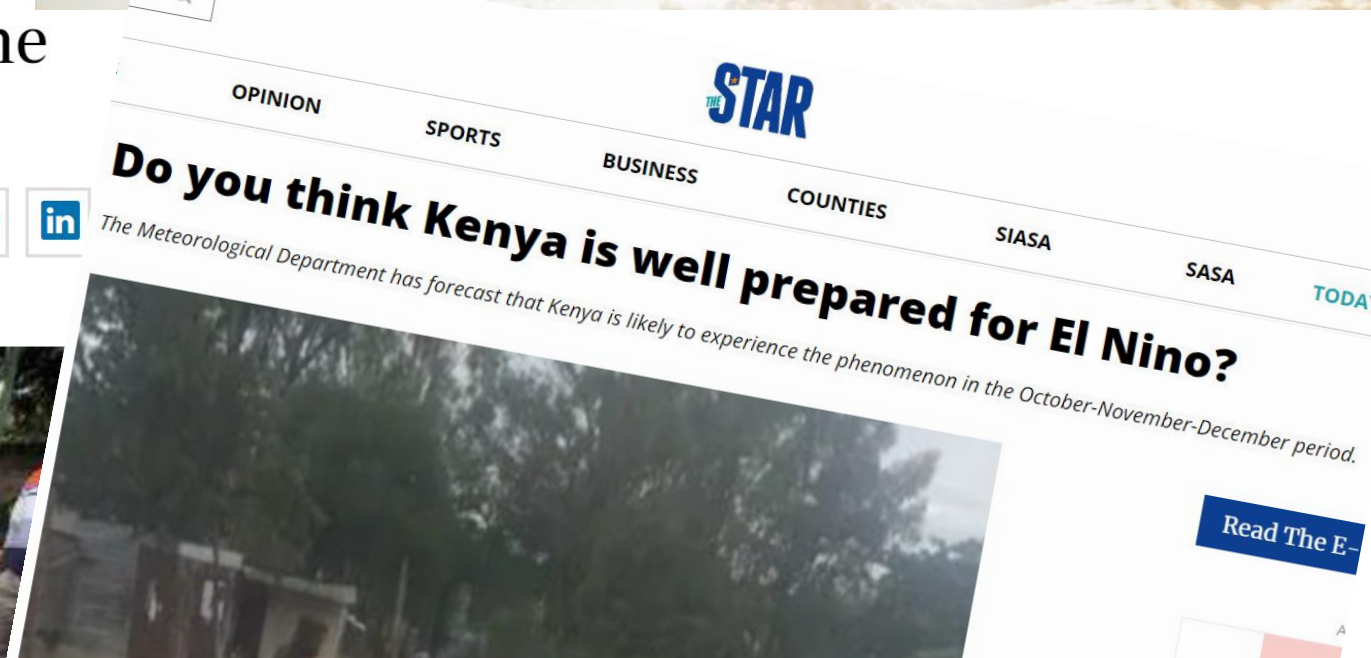 ne
in
THE STAR
OPINION SPORTS BUSINESS COUNTIES SIASA SASA TODA
Do you think Kenya is well prepared for El Nino?
The Meteorological Department has forecast that Kenya is likely to experience the phenomenon in the October-November-December period.
Read The E-
A